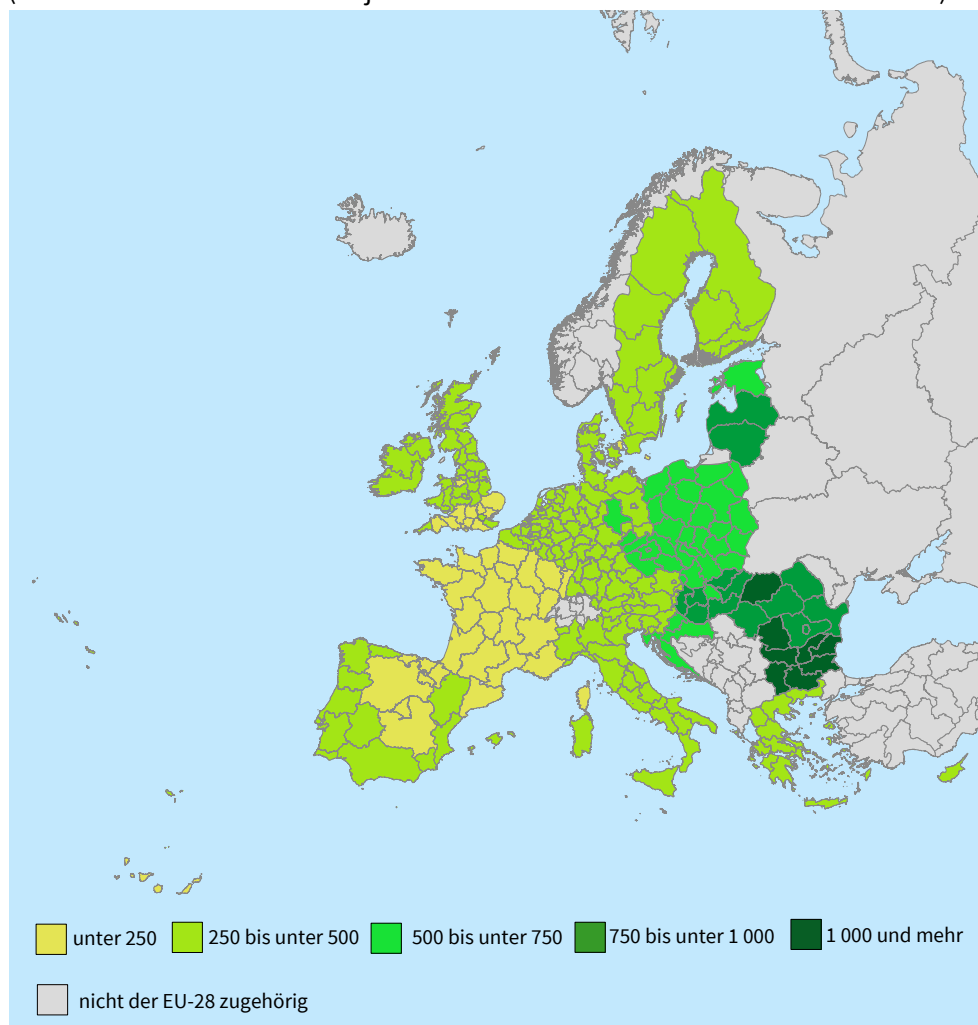 unter 250
250 bis unter 500
500 bis unter 750
750 bis unter 1 000
1 000 und mehr
nicht der EU-28 zugehörig